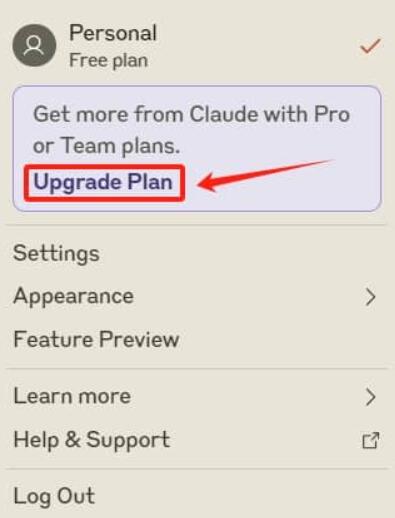 Personal
Free plan
Get more from Claude with Pro
or Team plans.
Upgrade Plan
Settings
Appearance
Feature Preview
Learn more
Help & Support
Log Out